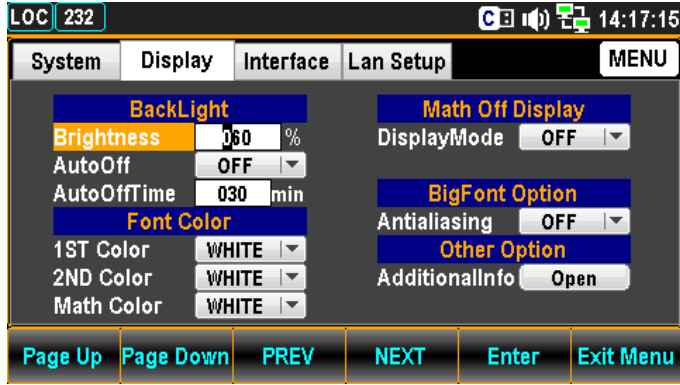 LOC 232 C 14:17:15
System Display Interface Lan Setup MENU
BackLight
Brightness 060 %
AutoOff OFF
AutoOffTime 030 min
Font Color
1ST Color WHITE
2ND Color WHITE
Math Color WHITE
Math Off Display
DisplayMode OFF
BigFont Option
Antialiasing OFF
Other Option
AdditionalInfo Open
Page Up Page Down PREV NEXT Enter Exit Menu